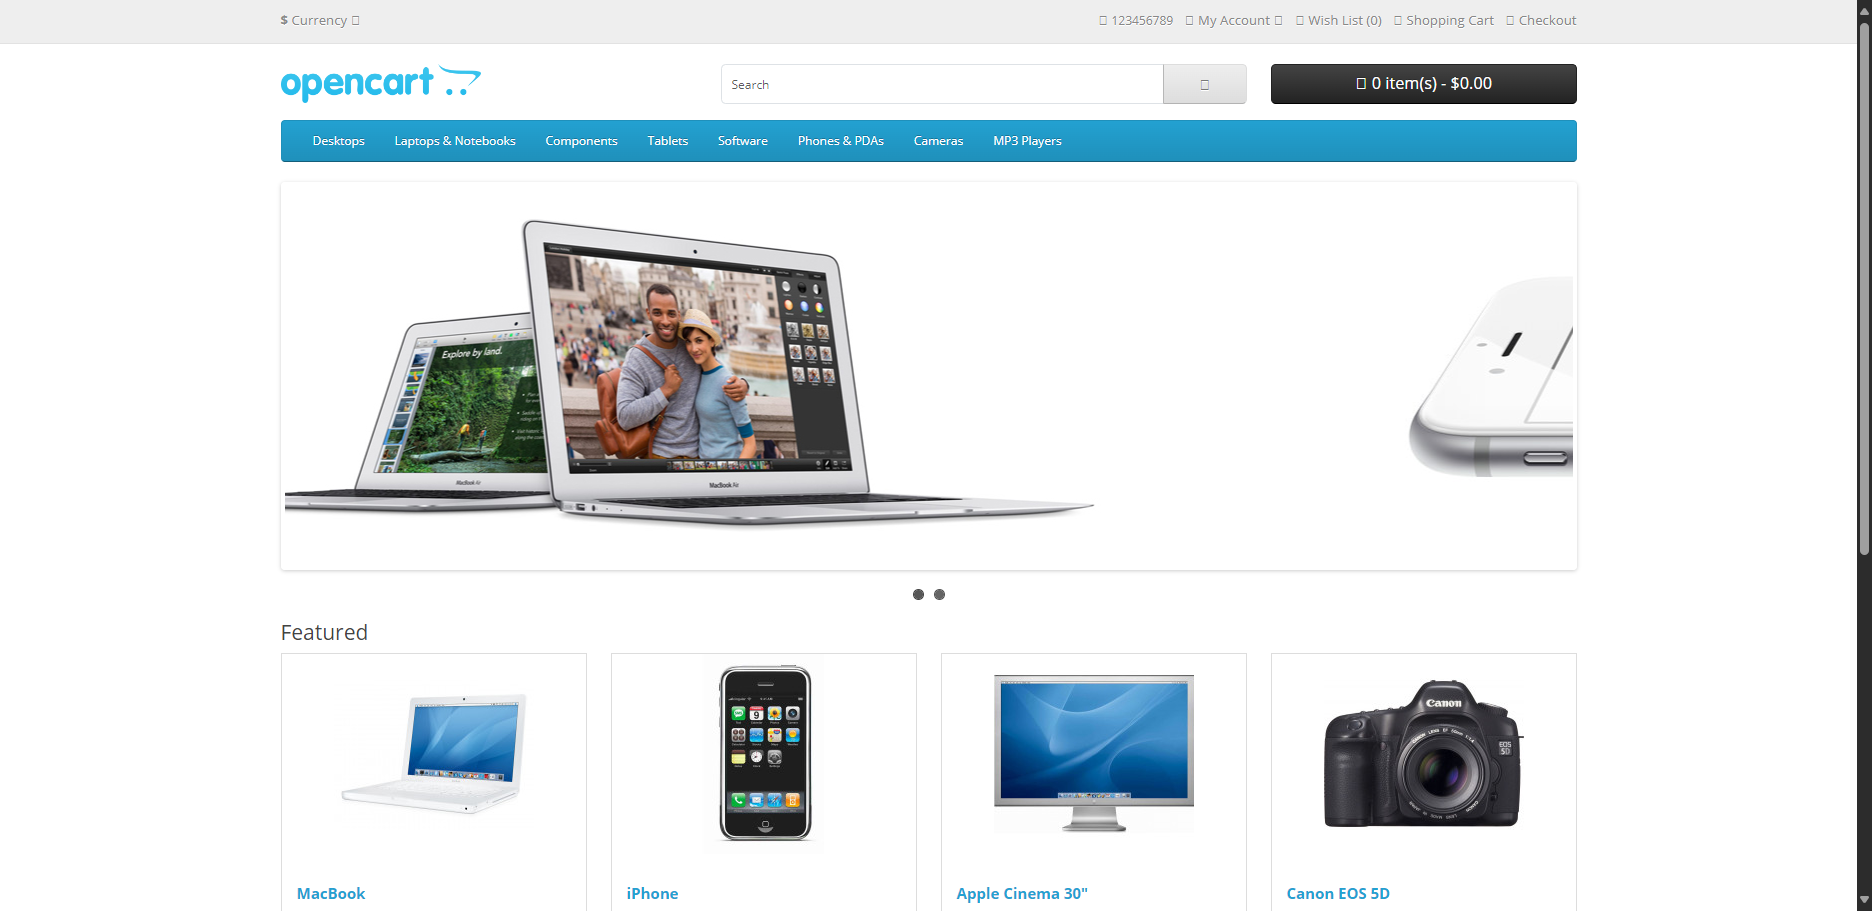 $ Currency
123456789 My Account Wish List (0) Shopping Cart Checkout
opencart
Search
0 item(s) - $0.00
Desktops Laptops & Notebooks Components Tablets Software Phones & PDAs Cameras MP3 Players
Explore by land.
MacBook Air
MacBook Air
Featured
Canon
EOS
5D
MacBook
iPhone
Apple Cinema 30"
Canon EOS 5D